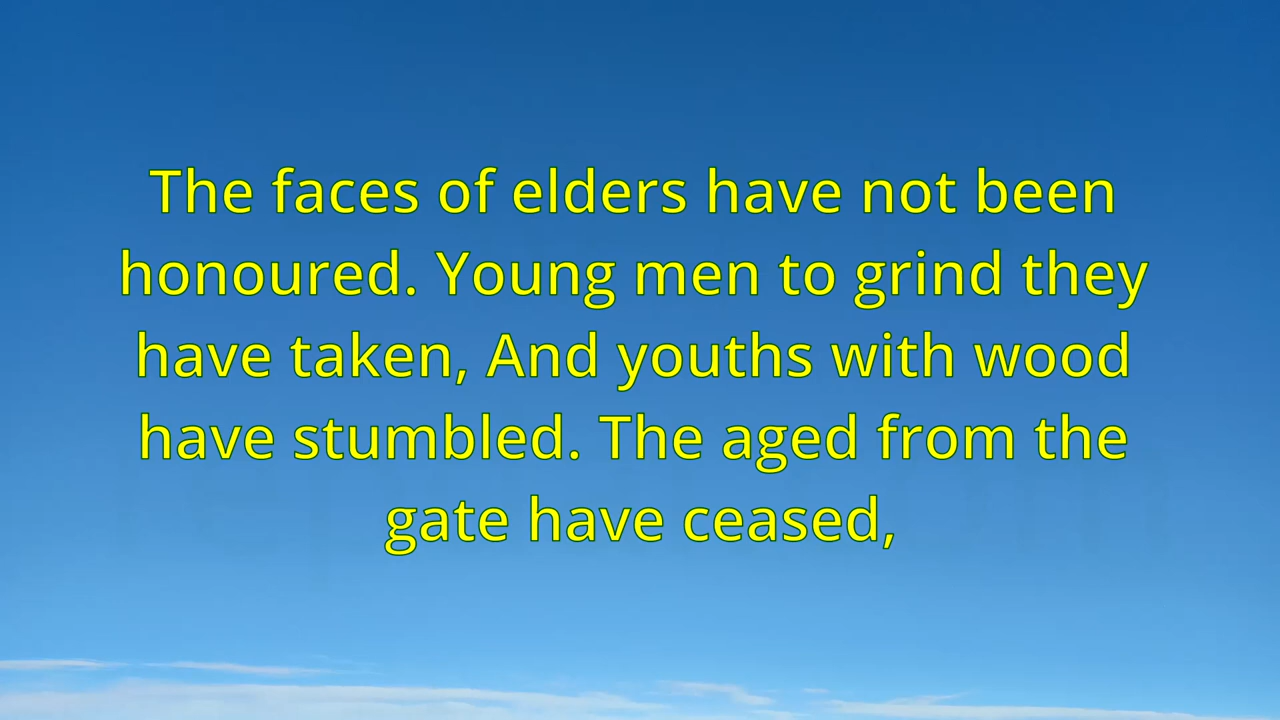 The faces of elders have not been
honoured. Young men to grind they
have taken, And youths with wood
have stumbled. The aged from the
gate have ceased,